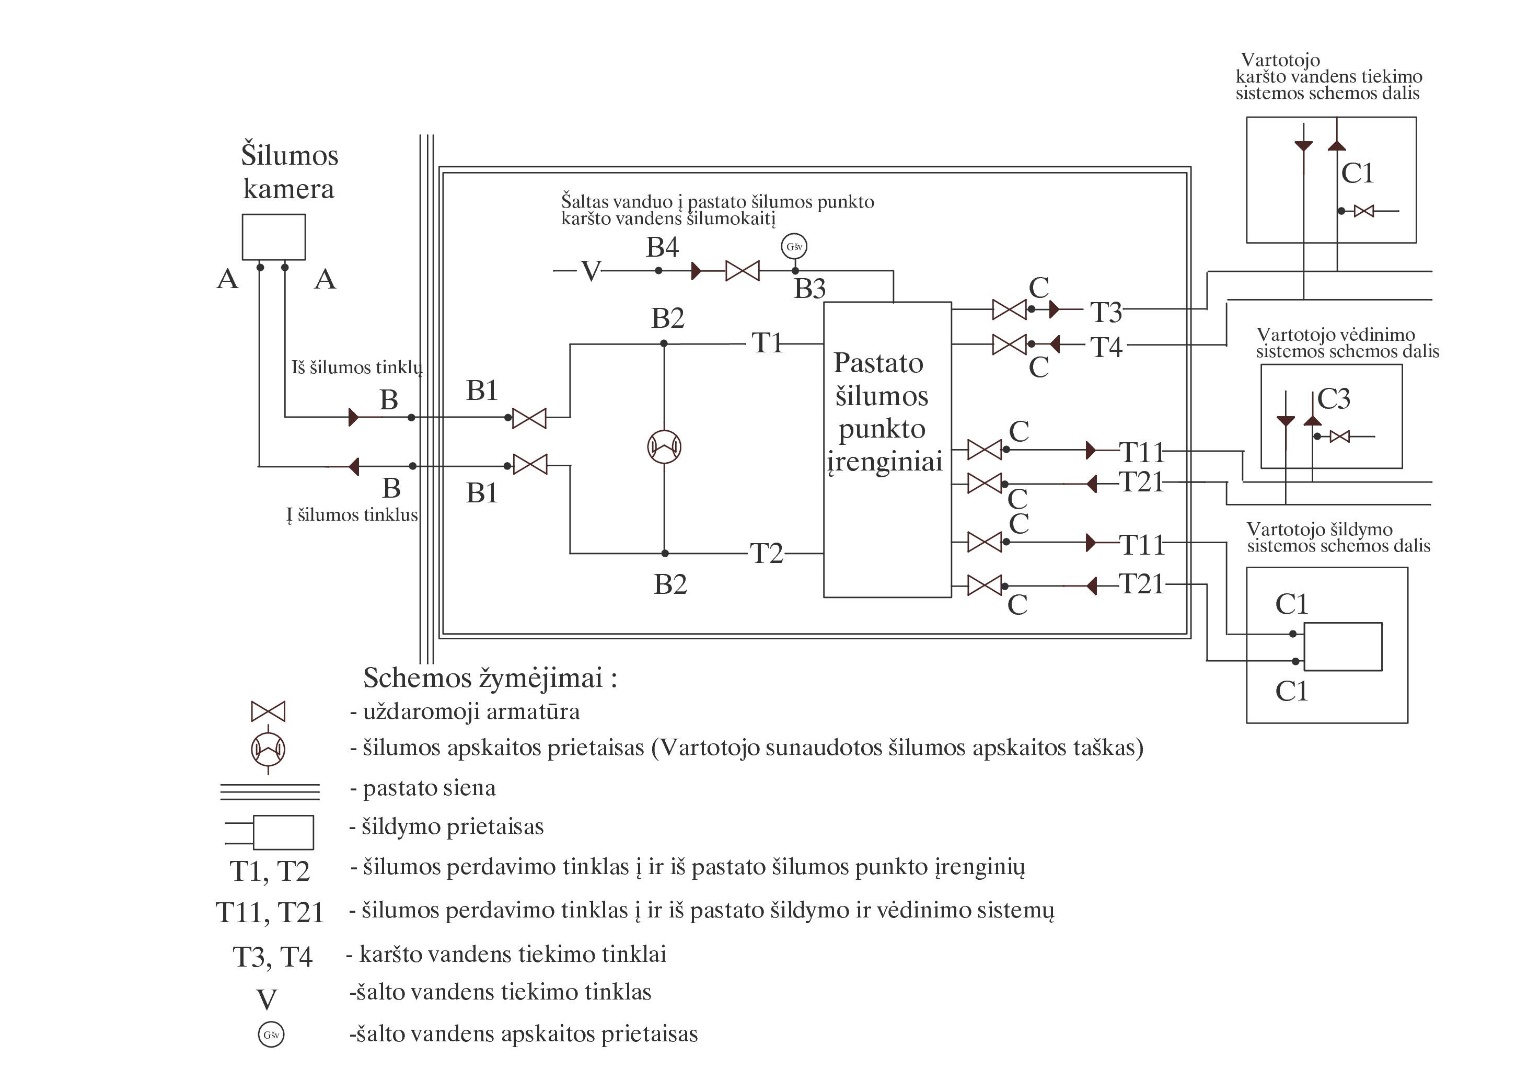 Vartotojo
karšto vandens tiekimo
sistemos schemos dalis
C1
Šilumos
kamera
A
A
Šaltas vanduo į pastato šilumos punkto
karšto vandens šilumokaitį
V
B4
Gšv
B3
B2
T1
Iš šilumos tinklų
B
B1
B
B1
Į šilumos tinklus
B2
T2
Pastato
šilumos
punkto
įrenginiai
C
T3
C
T4
C
T11
C
T21
C
T11
C
T21
Vartotojo vėdinimo
sistemos schemos dalis
C3
Vartotojo šildymo
sistemos schemos dalis
C1
C1
Schemos žymėjimai :
- uždaromoji armatūra
- šilumos apskaitos prietaisas (Vartotojo sunaudotos šilumos apskaitos taškas)
- pastato siena
- šildymo prietaisas
T1, T2 - šilumos perdavimo tinklas į ir iš pastato šilumos punkto įrenginių
T11, T21 - šilumos perdavimo tinklas į ir iš pastato šildymo ir vėdinimo sistemų
T3, T4 - karšto vandens tiekimo tinklai
V -šalto vandens tiekimo tinklas
Gšv -šalto vandens apskaitos prietaisas